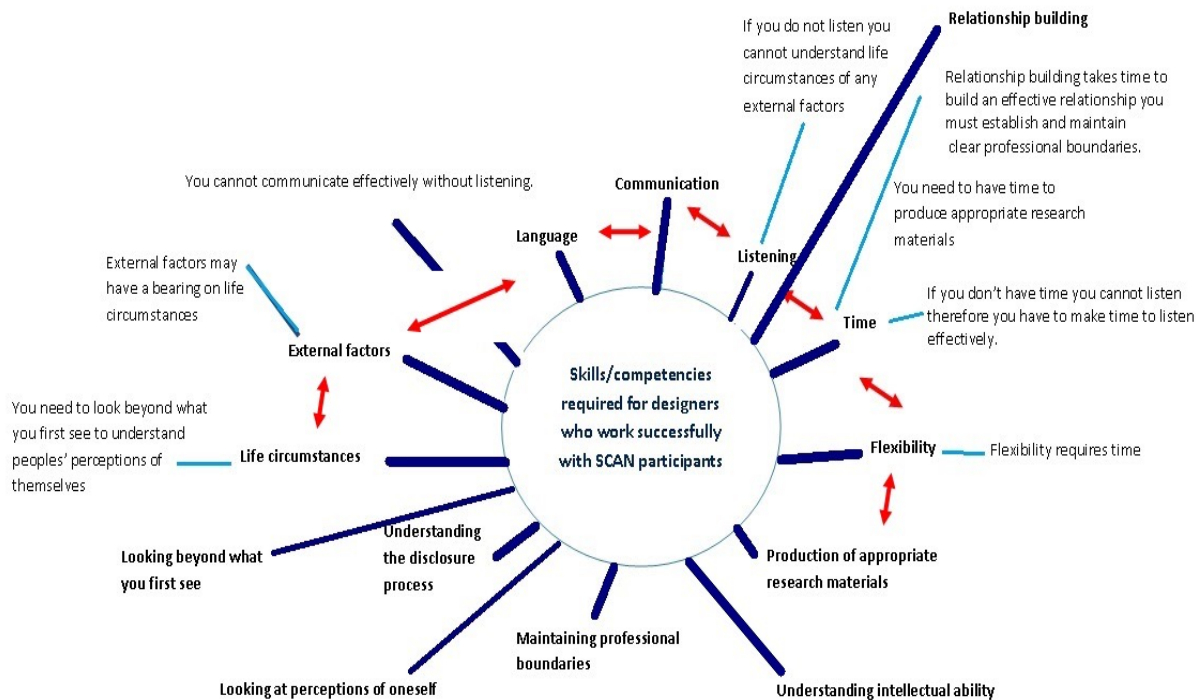 Relationship building
If you do not listen you
cannot understand life
circumstances of any
external factors
Relationship building takes time to
build an effective relationship you
must establish and maintain
clear professional boundaries.
You cannot communicate effectively without listening.
Communication
You need to have time to
produce appropriate research
materials
Language
Listening
External factors may
have a bearing on life
circumstances
If you don't have time you cannot listen
therefore you have to make time to listen
effectively.
Time
External factors
Skills/competencies
required for designers
who work successfully
with SCAN participants
You need to look beyond what
you first see to understand
peoples' perceptions of
themselves
Life circumstances
Flexibility
Flexibility requires time
Looking beyond what
you first see
Understanding
the disclosure
process
Production of appropriate
research materials
Maintaining professional
boundaries
Looking at perceptions of oneself
Understanding intellectual ability